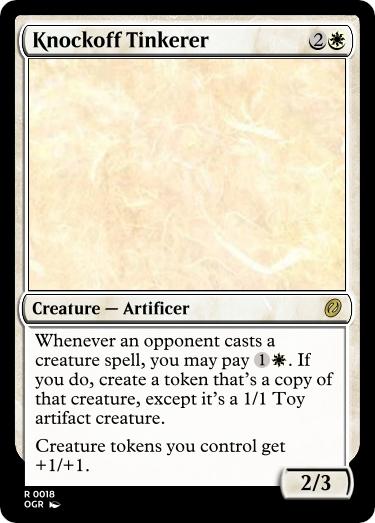 Knockoff Tinkerer 2
Creature — Artificer
Whenever an opponent casts a
creature spell, you may pay 1 . If
you do, create a token that's a copy of
that creature, except it's a 1/1 Toy
artifact creature.
Creature tokens you control get
+1/+1.
2/3
R 0018
OGR